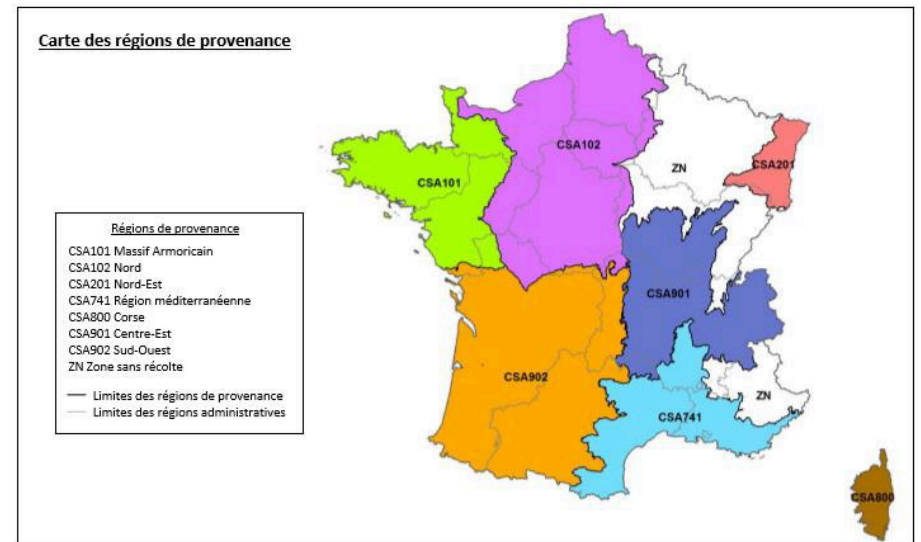 Carte des régions de provenance
CSA102
ZN
CSA201
CSA101
Régions de provenance
CSA101 Massif Armoricain
CSA102 Nord
CSA201 Nord-Est
CSA741 Région méditerranéenne
CSA800 Corse
CSA901 Centre-Est
CSA902 Sud-Ouest
ZN Zone sans récolte
Limites des régions de provenance
Limites des régions administratives
CSA901
CSA902
ZN
CSA741
CSA800